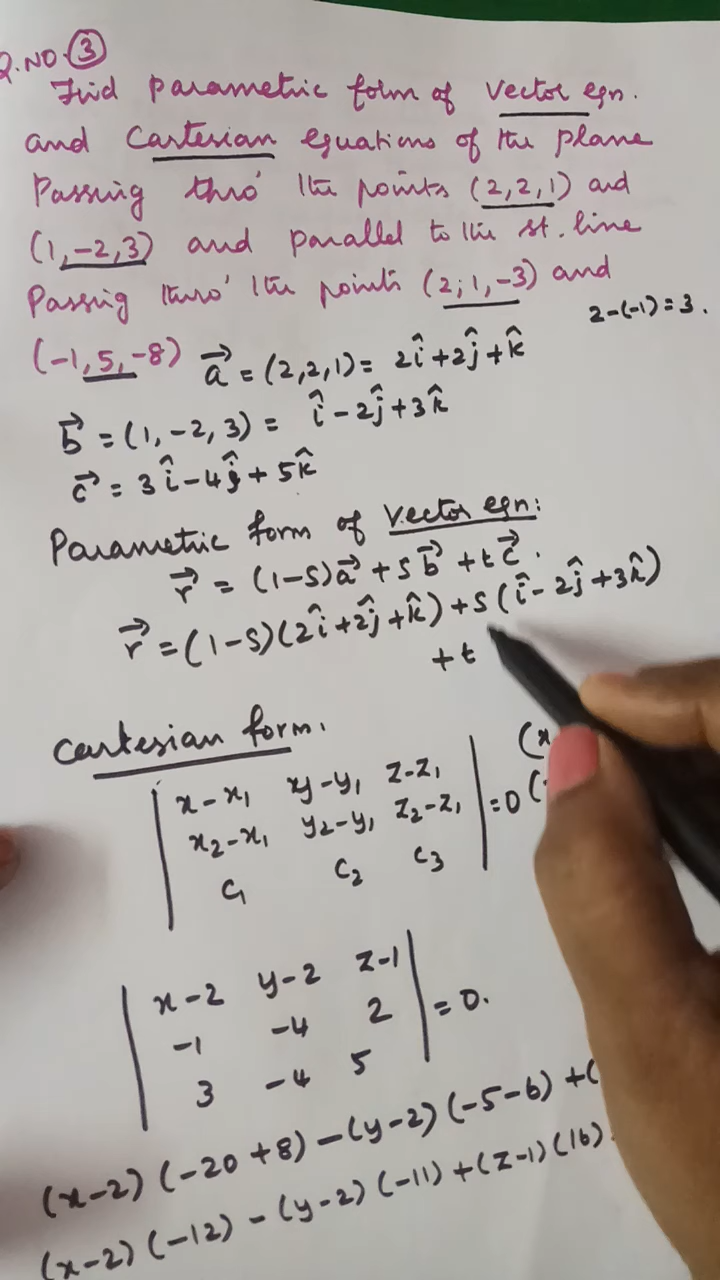 Q.NO.③
Find parametric form of vector eqn.
and Cartesian equations of the plane
Passing thro' the points (2,2,1) and
(1,-2,3) and parallel to the st. line
Passing thro' the points (2,1,-3) and
2-(-1)=3.
(-1,5,-8) a⃗ = (2,2,1) = 2î+2ĵ+k̂
b⃗ = (1,-2,3) = î-2ĵ+3k̂
c⃗ = 3î-4ĵ+5k̂
Parametric form of vector eqn:
r⃗ = (1-s)a⃗ + s b⃗ + t c⃗.
r⃗ = (1-s)(2î+2ĵ+k̂)+s(î-2ĵ+3k̂)
+t
Cartesian form.
| x-x₁ y-y₁ z-z₁ | (x
| x₂-x₁ y₂-y₁ z₂-z₁ | =0 (
| c₁ c₂ c₃ |
| x-2 y-2 z-1 |
| -1 -4 2 | =0.
| 3 -4 5 |
(x-2)(-20+8)-(y-2)(-5-6)+(
(x-2)(-12)-(y-2)(-11)+(z-1)(16)